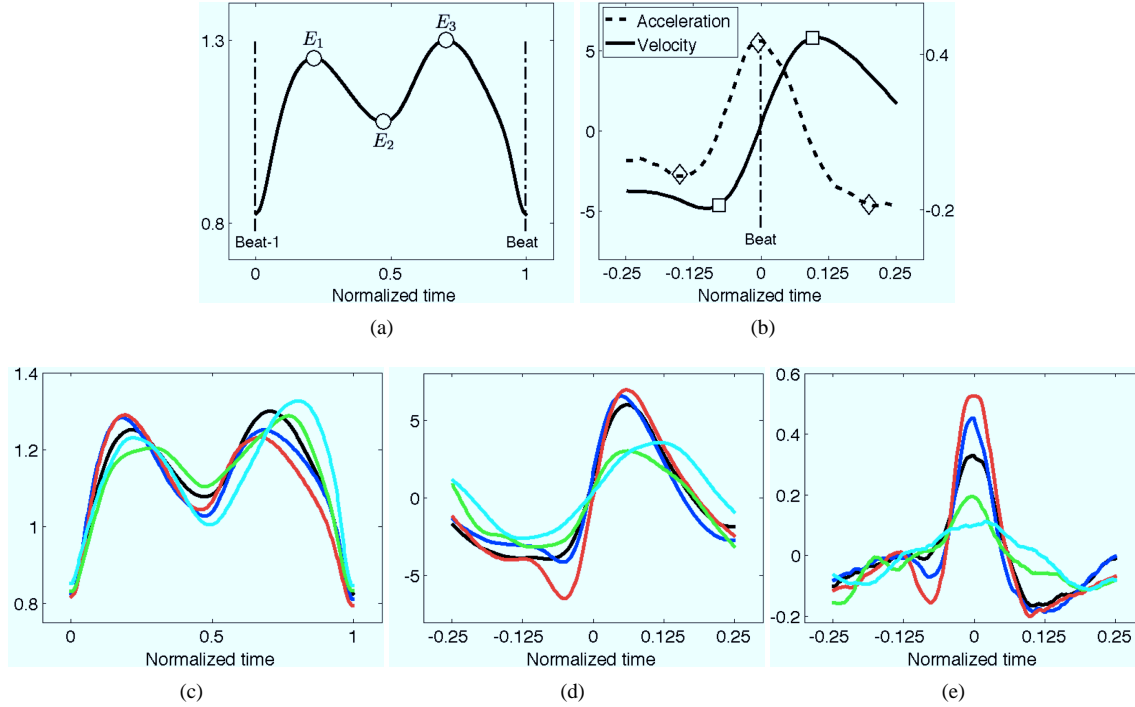 1.3
0.8
E1
E2
E3
Beat-1
Beat
0
0.5
1
Normalized time
(a)
Acceleration
Velocity
5
0
-5
0.4
-0.2
Beat
-0.25
-0.125
0
0.125
0.25
Normalized time
(b)
1.4
1.2
1
0.8
0
0.5
1
Normalized time
(c)
5
0
-5
-0.25
-0.125
0
0.125
0.25
Normalized time
(d)
0.6
0.4
0.2
0
-0.2
-0.25
-0.125
0
0.125
0.25
Normalized time
(e)